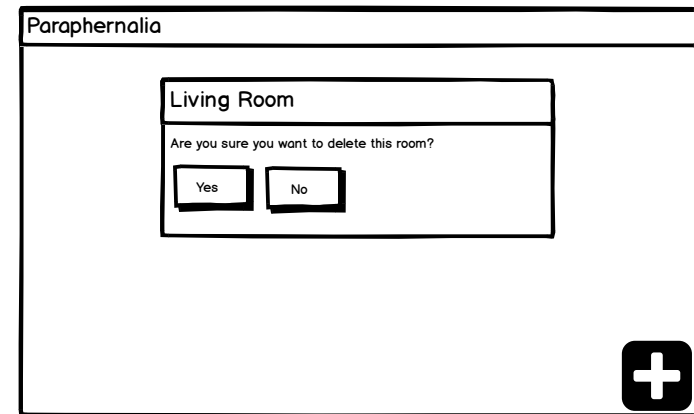 Paraphernalia
Living Room
Are you sure you want to delete this room?
Yes
No